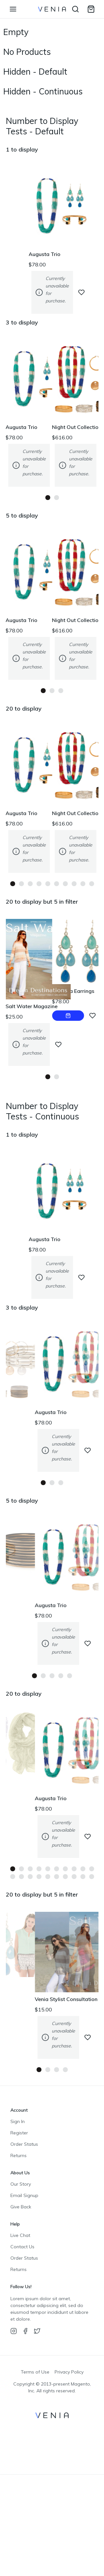 VENIA
Empty
No Products
Hidden - Default
Hidden - Continuous
Number to Display
Tests - Default
1 to display
Augusta Trio
$78.00
Currently
unavailable
for
purchase.
3 to display
Augusta Trio
Night Out Collectio
$78.00
$616.00
Currently
unavailable
for
purchase.
Currently
unavailable
for
purchase.
5 to display
Augusta Trio
Night Out Collectio
$78.00
$616.00
Currently
unavailable
for
purchase.
Currently
unavailable
for
purchase.
20 to display
Augusta Trio
Night Out Collectio
$78.00
$616.00
Currently
unavailable
for
purchase.
Currently
unavailable
for
purchase.
20 to display but 5 in filter
Salt Water
Desert Designs
Earrings
$78.00
Salt Water Magazine
$25.00
Currently
unavailable
for
purchase.
Number to Display
Tests - Continuous
1 to display
Augusta Trio
$78.00
Currently
unavailable
for
purchase.
3 to display
Augusta Trio
$78.00
Currently
unavailable
for
purchase.
5 to display
Augusta Trio
$78.00
Currently
unavailable
for
purchase.
20 to display
Augusta Trio
$78.00
Currently
unavailable
for
purchase.
20 to display but 5 in filter
Venia Stylist Consultation
$15.00
Currently
unavailable
for
purchase.
Account
Sign In
Register
Order Status
Returns
About Us
Our Story
Email Signup
Give Back
Help
Live Chat
Contact Us
Order Status
Returns
Follow Us!
Lorem ipsum dolor sit amet,
consectetur adipsicing elit, sed do
eiusmod tempor incididunt ut labore
et dolore.
Terms of Use Privacy Policy
Copyright © 2013-present Magento,
Inc. All rights reserved.
VENIA